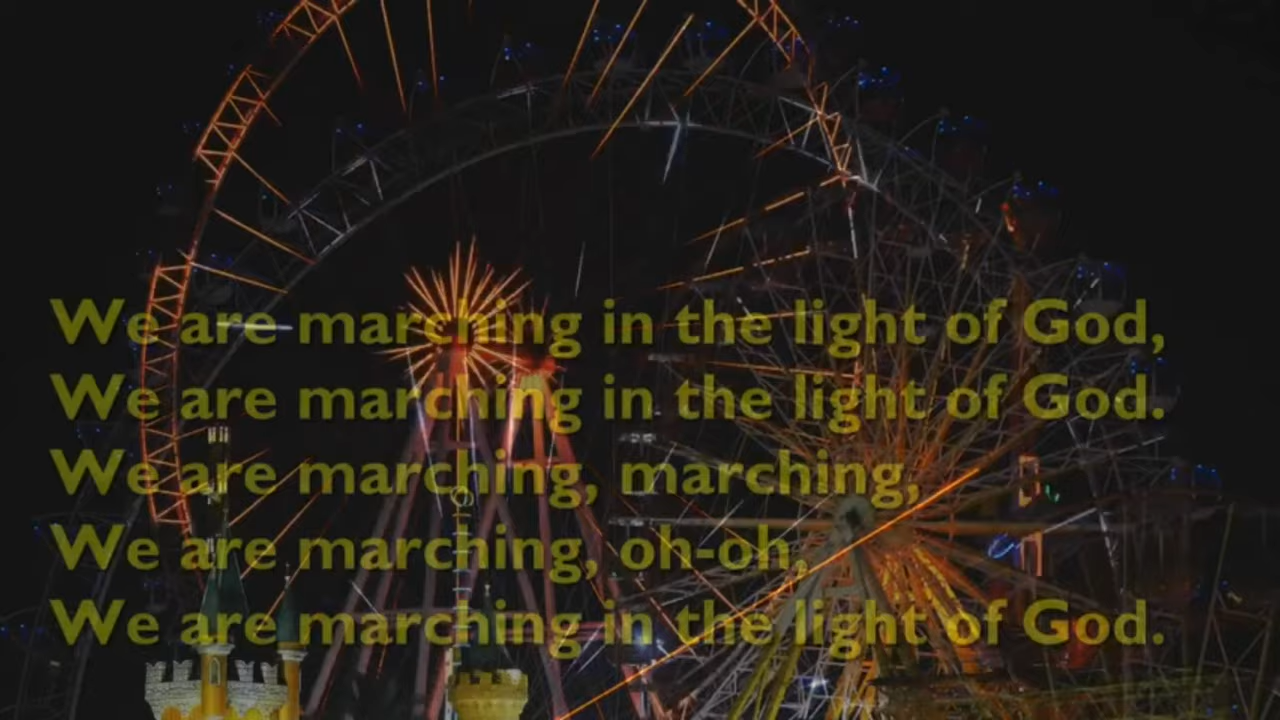 We are marching in the light of God,
We are marching in the light of God.
We are marching, marching,
We are marching, oh-oh,
We are marching in the light of God.